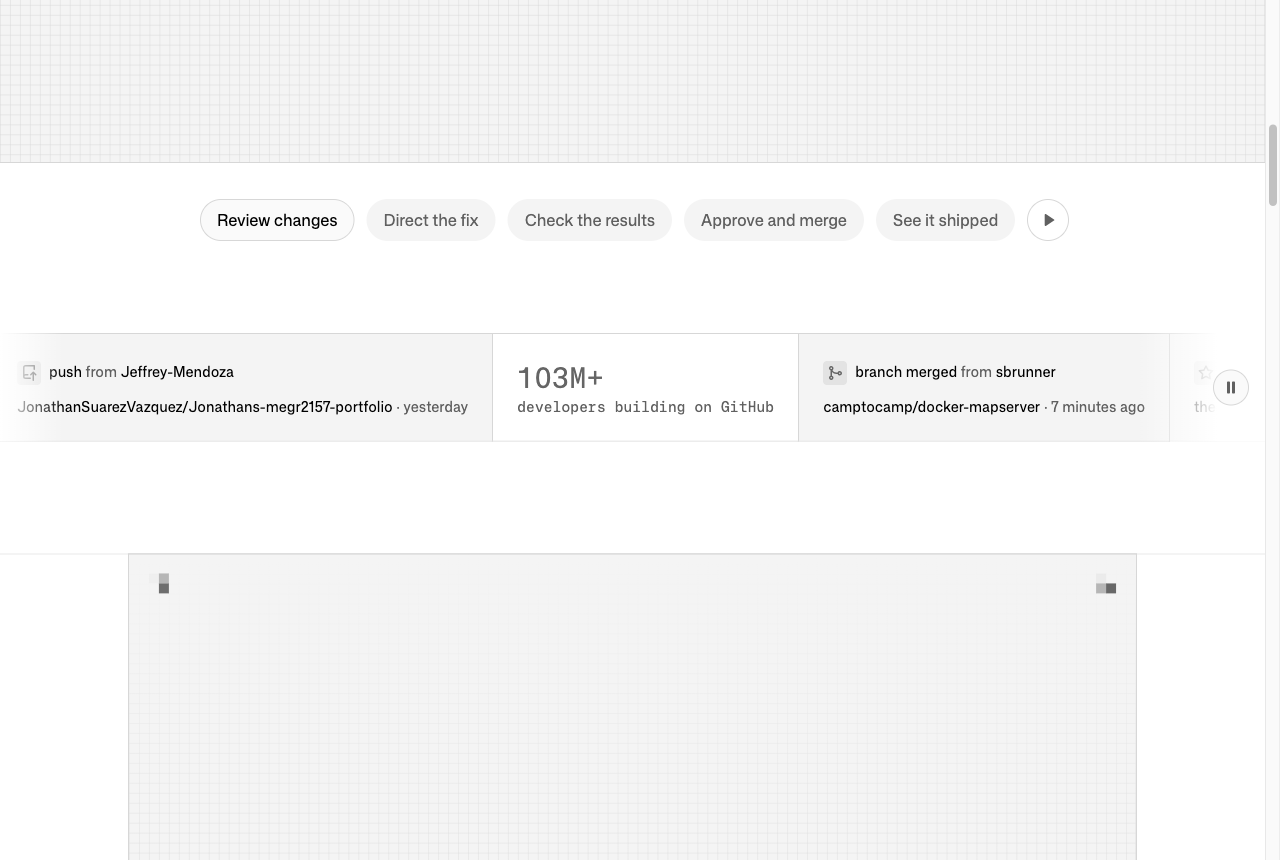 Review changes
Direct the fix
Check the results
Approve and merge
See it shipped
push from Jeffrey-Mendoza
JonathanSuarezVazquez/Jonathans-megr2157-portfolio · yesterday
103M+
developers building on GitHub
branch merged from sbrunner
camptocamp/docker-mapserver · 7 minutes ago
the